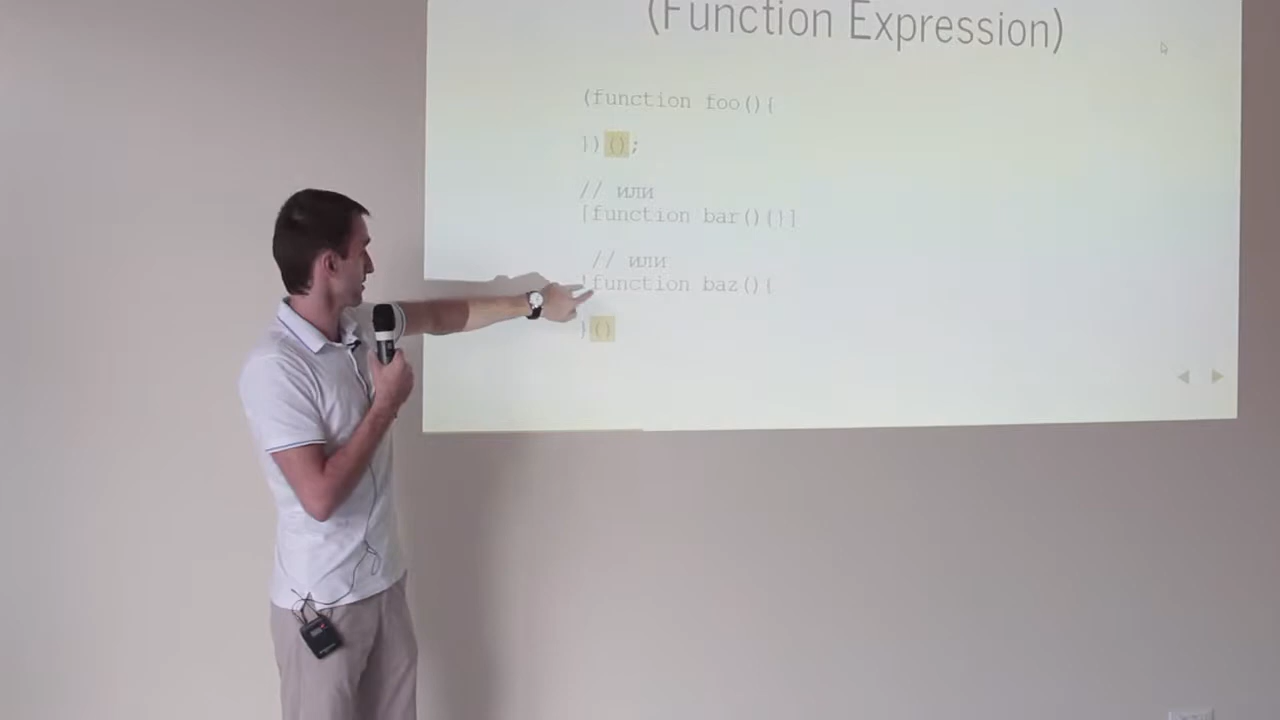 (Function Expression)
(function foo(){
})();
// или
[function bar(){}]
// или
!function baz(){
}()